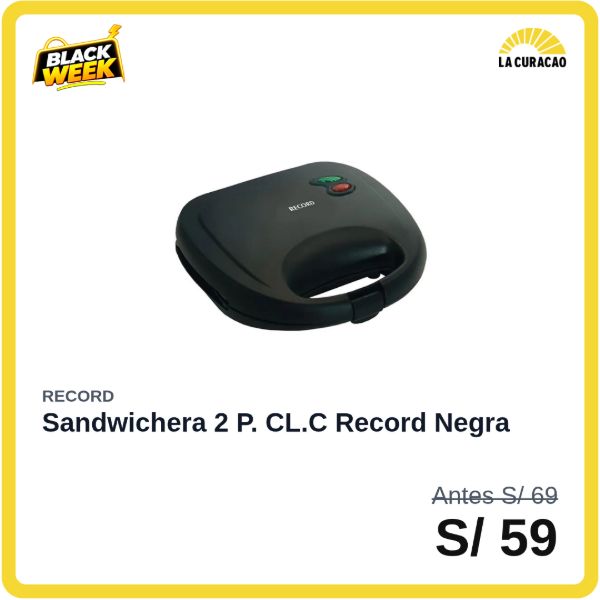 BLACK
WEEK
LA CURACAO
RECORD
RECORD
Sandwichera 2 P. CL.C Record Negra
Antes S/ 69
S/ 59